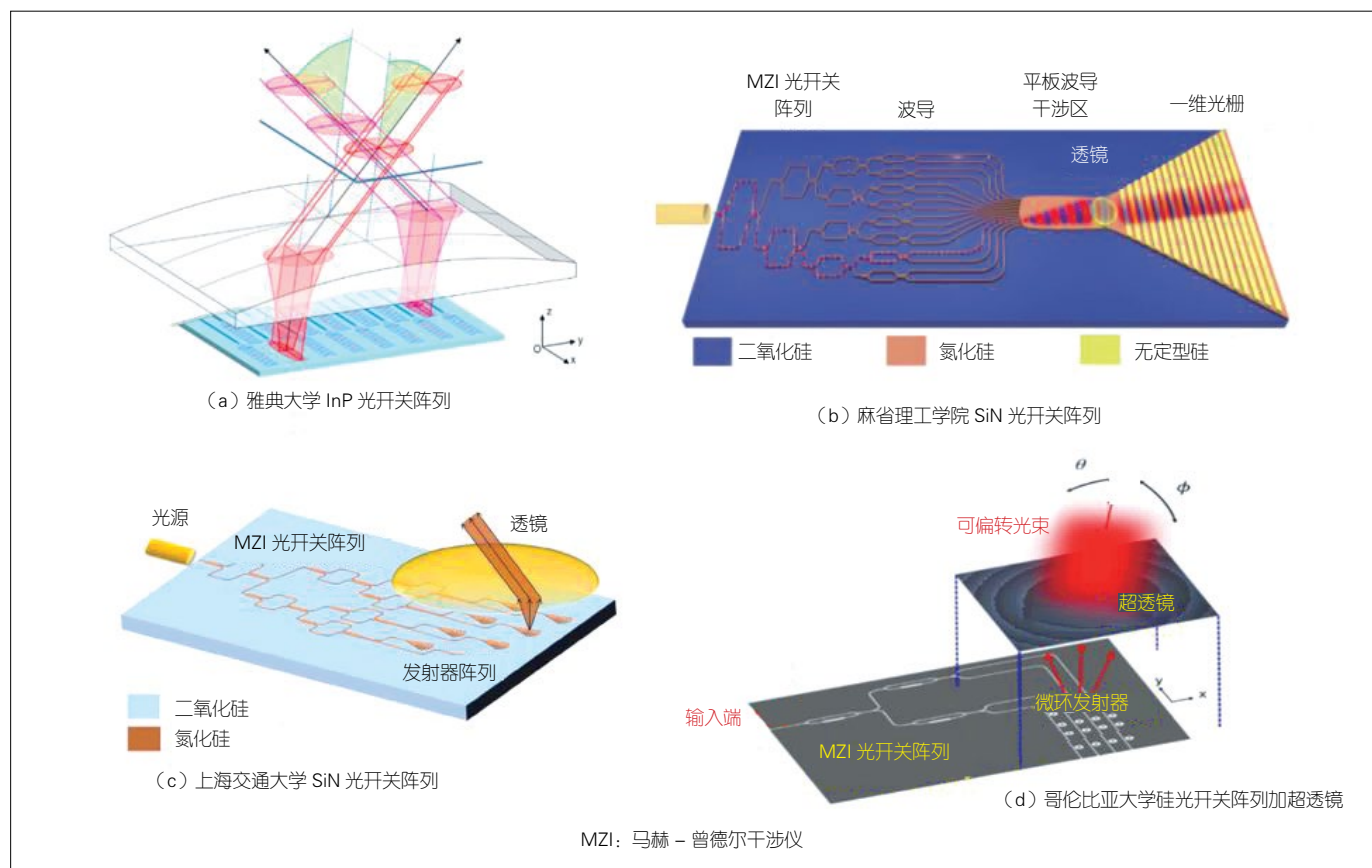 z
y
O
x
（a）雅典大学 InP 光开关阵列
MZI 光开关
阵列
波导
平板波导
干涉区
一维光栅
透镜
二氧化硅
氮化硅
无定型硅
（b）麻省理工学院 SiN 光开关阵列
光源
MZI 光开关阵列
透镜
发射器阵列
二氧化硅
氮化硅
（c）上海交通大学 SiN 光开关阵列
θ
ϕ
可偏转光束
超透镜
y
x
微环发射器
输入端
MZI 光开关阵列
（d）哥伦比亚大学硅光开关阵列加超透镜
MZI：马赫 – 曾德尔干涉仪